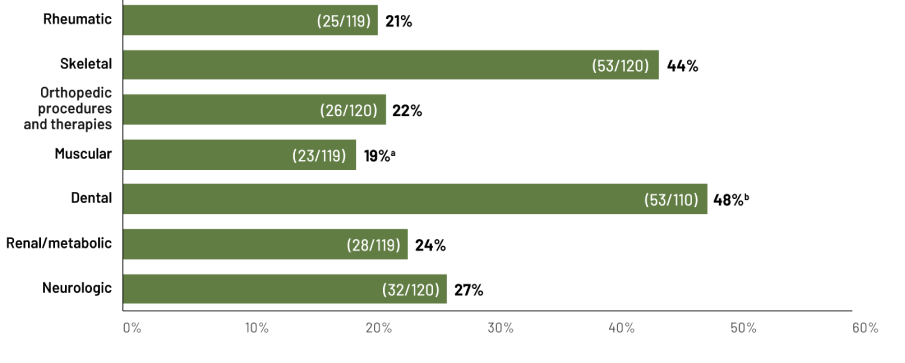 Rheumatic (25/119) 21%
Skeletal (53/120) 44%
Orthopedic
procedures
and therapies (26/120) 22%
Muscular (23/119) 19%ᵃ
Dental (53/110) 48%ᵇ
Renal/metabolic (28/119) 24%
Neurologic (32/120) 27%
0% 10% 20% 30% 40% 50% 60%